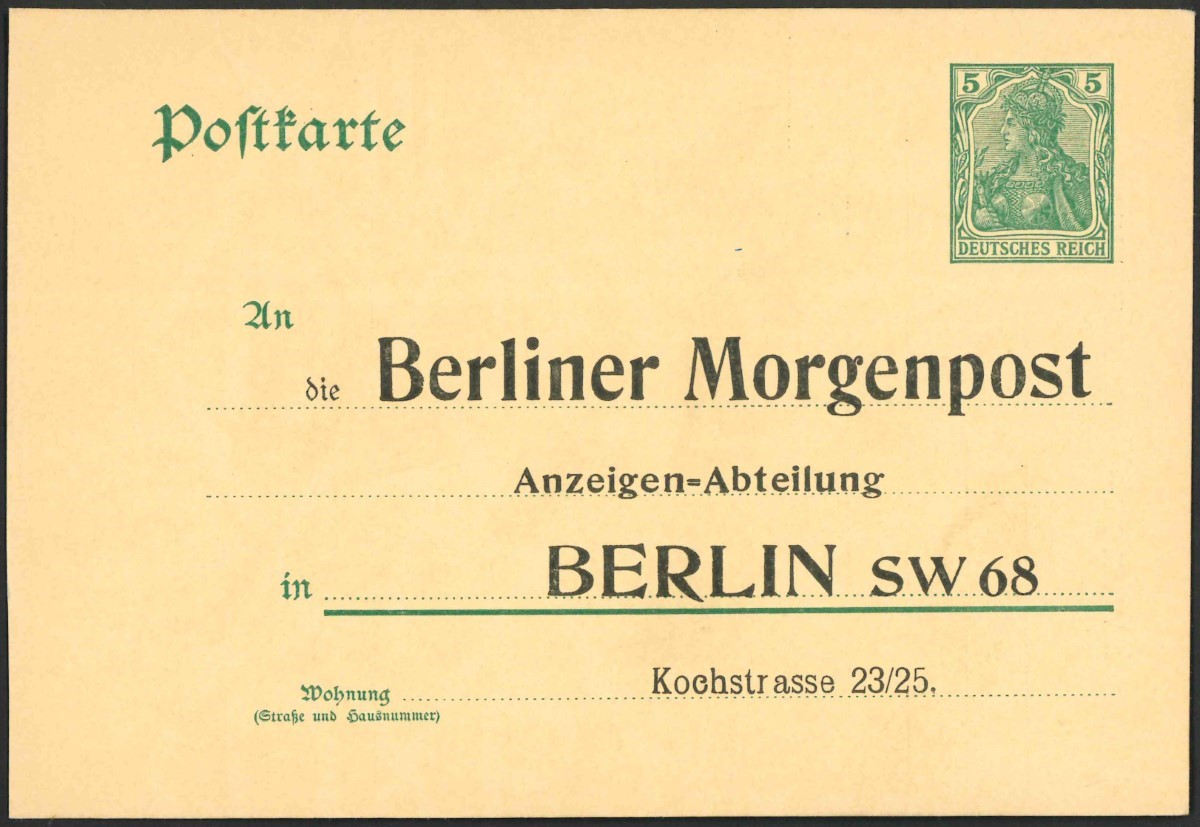 Postkarte
5 5
DEUTSCHES REICH
An
die Berliner Morgenpost
Anzeigen=Abteilung
in BERLIN SW 68
Kochstrasse 23/25.
Wohnung
(Straße und Hausnummer)